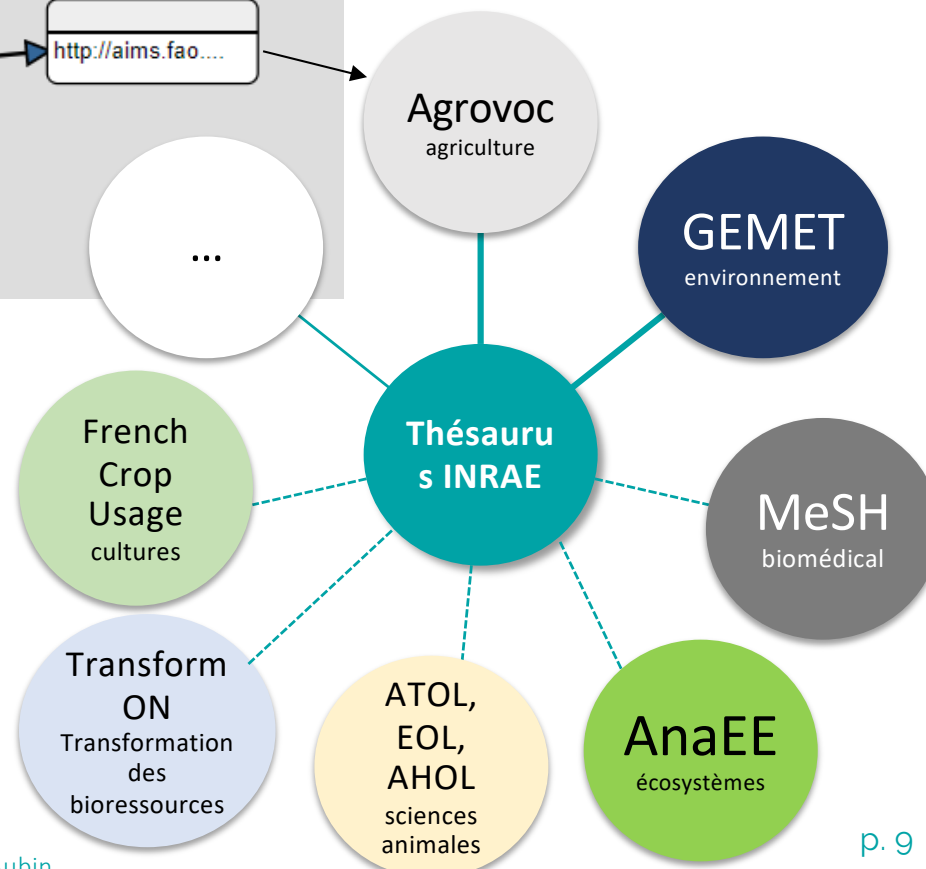 http://aims.fao....
Agrovoc
agriculture
...
GEMET
environnement
Thésauru
s INRAE
French
Crop
Usage
cultures
MeSH
biomédical
Transform
ON
Transformation
des
bioressources
ATOL,
EOL,
AHOL
sciences
animales
AnaEE
écosystèmes
p. 9